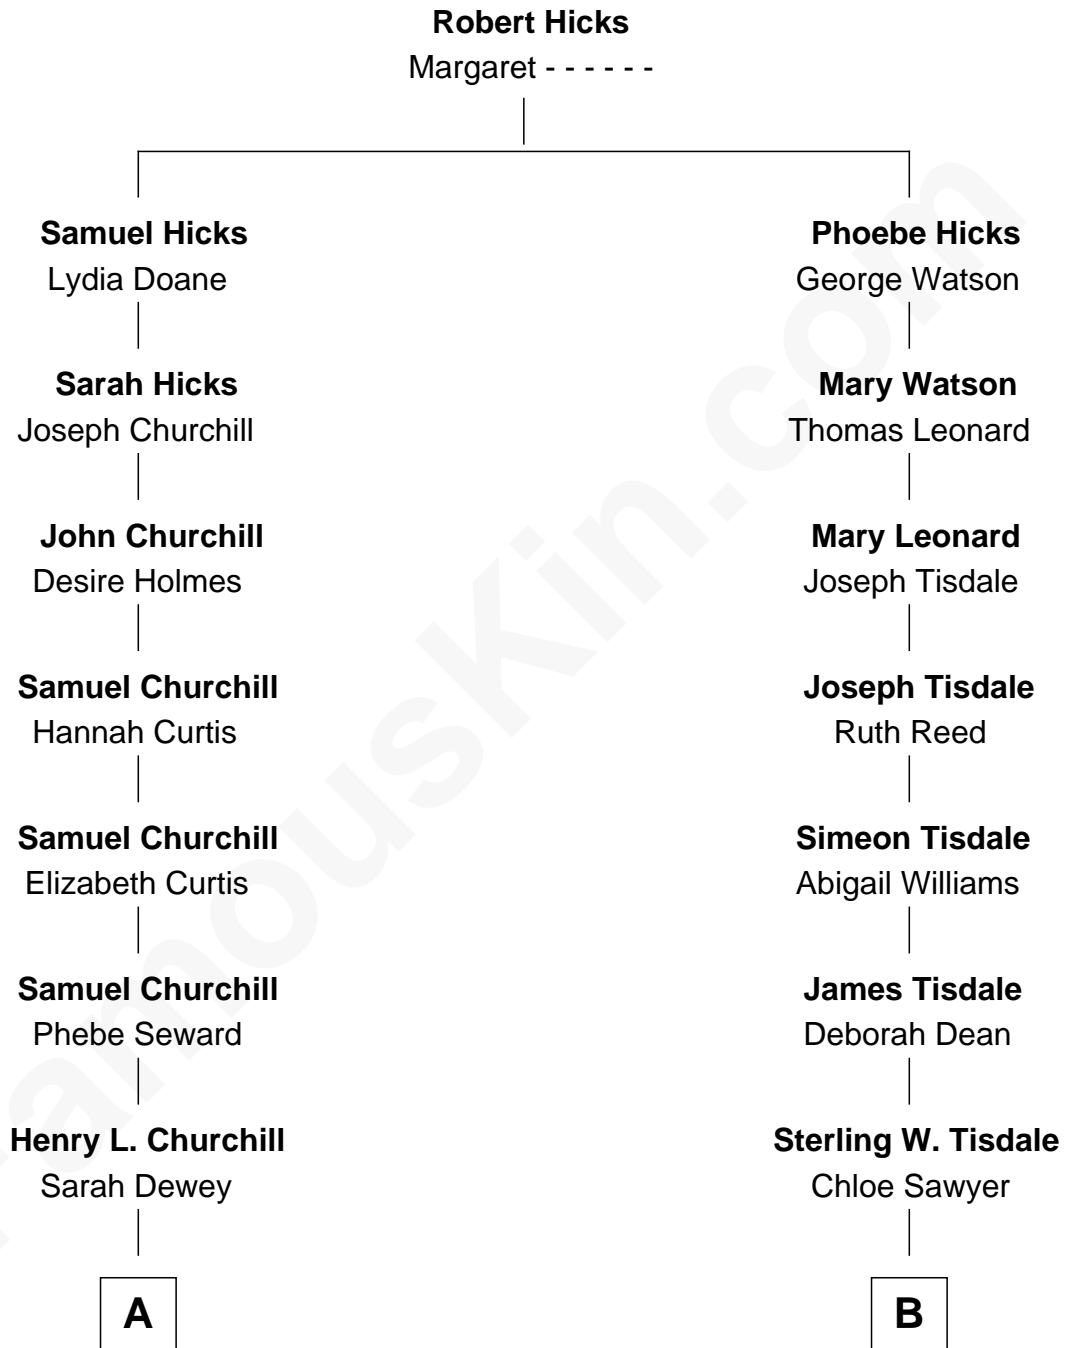 Robert Hicks
Margaret - - - - - -
Samuel Hicks
Lydia Doane
Phoebe Hicks
George Watson
Sarah Hicks
Joseph Churchill
Mary Watson
Thomas Leonard
John Churchill
Desire Holmes
Mary Leonard
Joseph Tisdale
Samuel Churchill
Hannah Curtis
Joseph Tisdale
Ruth Reed
Samuel Churchill
Elizabeth Curtis
Simeon Tisdale
Abigail Williams
Samuel Churchill
Phebe Seward
James Tisdale
Deborah Dean
Henry L. Churchill
Sarah Dewey
Sterling W. Tisdale
Chloe Sawyer
A
B
FamousKin.com